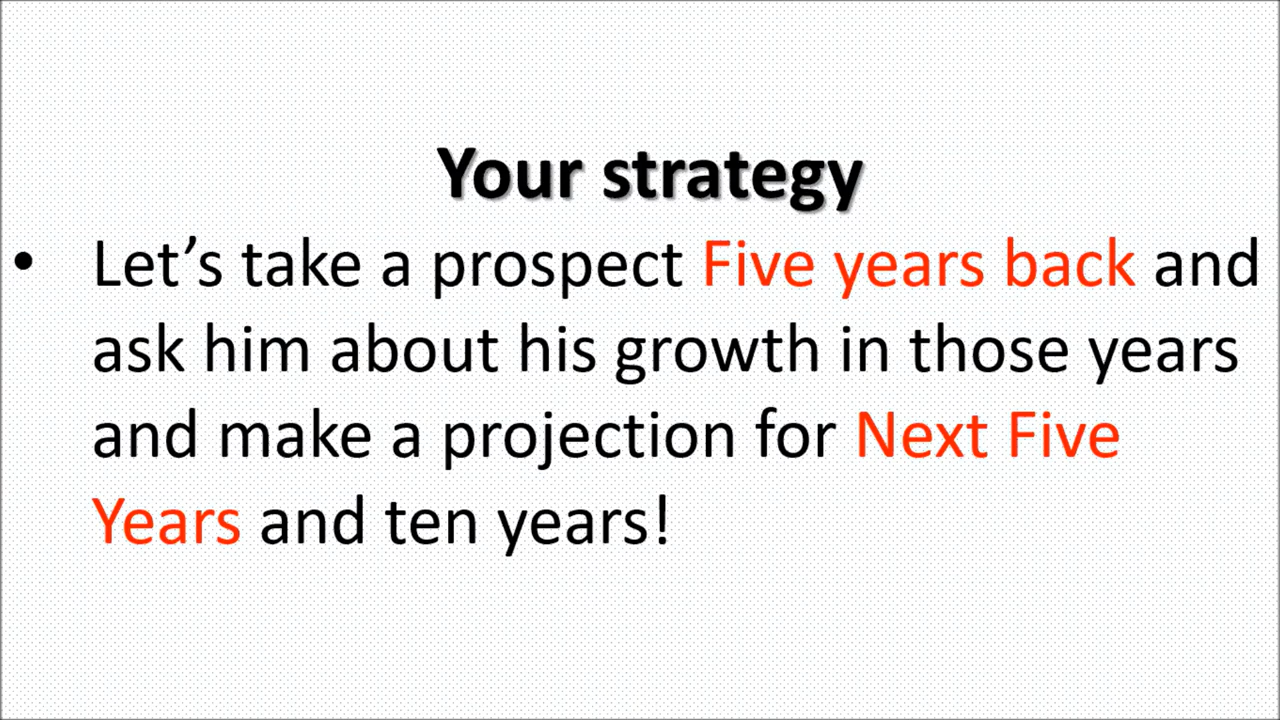 Your strategy
• Let’s take a prospect Five years back and
ask him about his growth in those years
and make a projection for Next Five
Years and ten years!